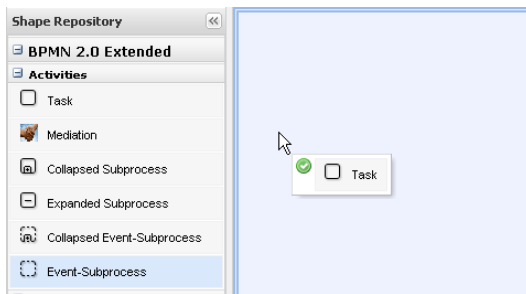 Shape Repository
BPMN 2.0 Extended
Activities
Task
Mediation
Collapsed Subprocess
Expanded Subprocess
Collapsed Event-Subprocess
Event-Subprocess
Task